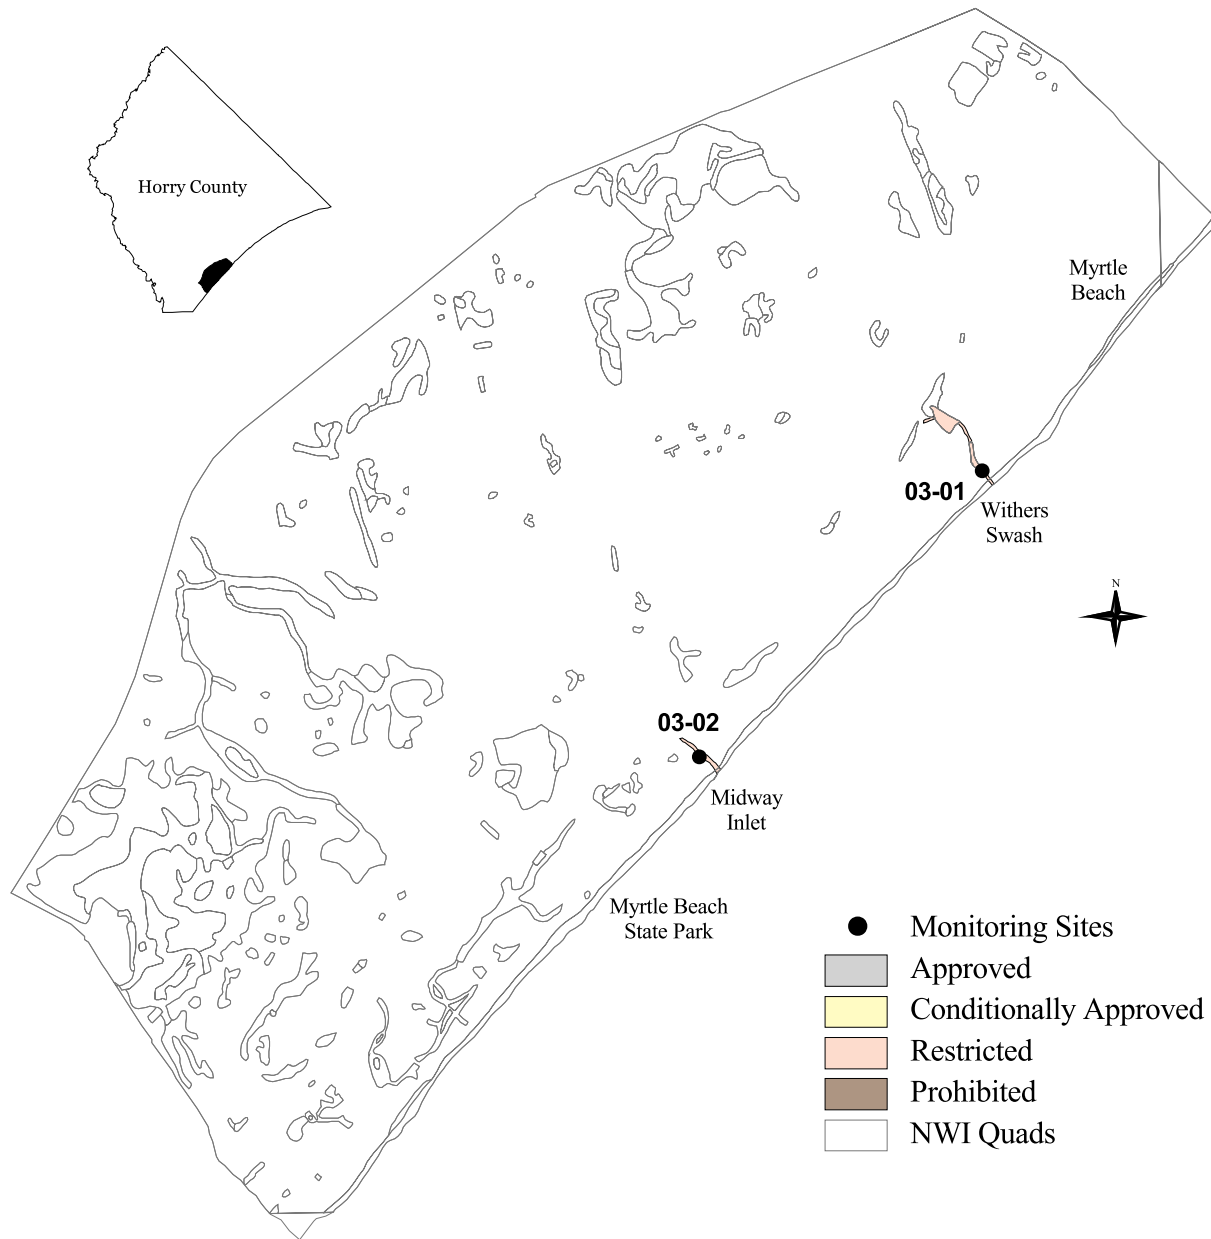 Horry County
Myrtle
Beach
03-01
Withers
Swash
N
03-02
Midway
Inlet
Myrtle Beach
State Park
Monitoring Sites
Approved
Conditionally Approved
Restricted
Prohibited
NWI Quads